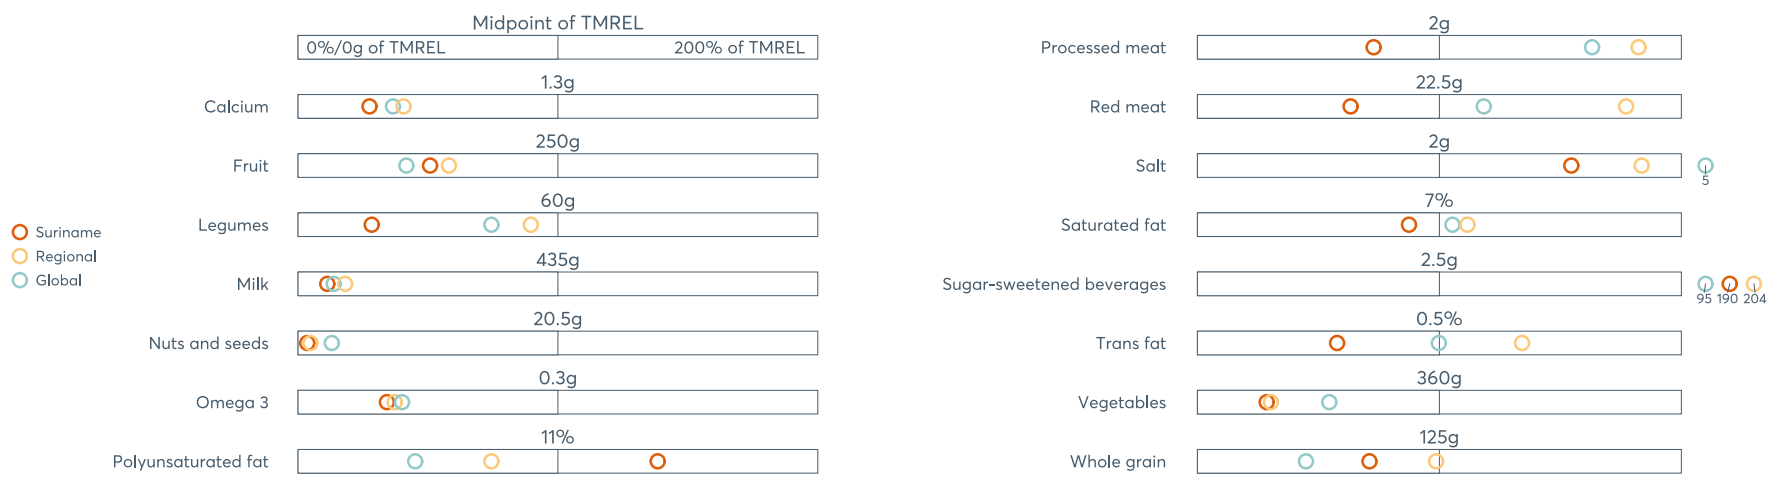 Midpoint of TMREL
0%/0g of TMREL 200% of TMREL
1.3g
Calcium
250g
Fruit
60g
Legumes
435g
Milk
20.5g
Nuts and seeds
0.3g
Omega 3
11%
Polyunsaturated fat
Suriname
Regional
Global
2g
Processed meat
22.5g
Red meat
2g
Salt
5
7%
Saturated fat
2.5g
Sugar-sweetened beverages
95 190 204
0.5%
Trans fat
360g
Vegetables
125g
Whole grain